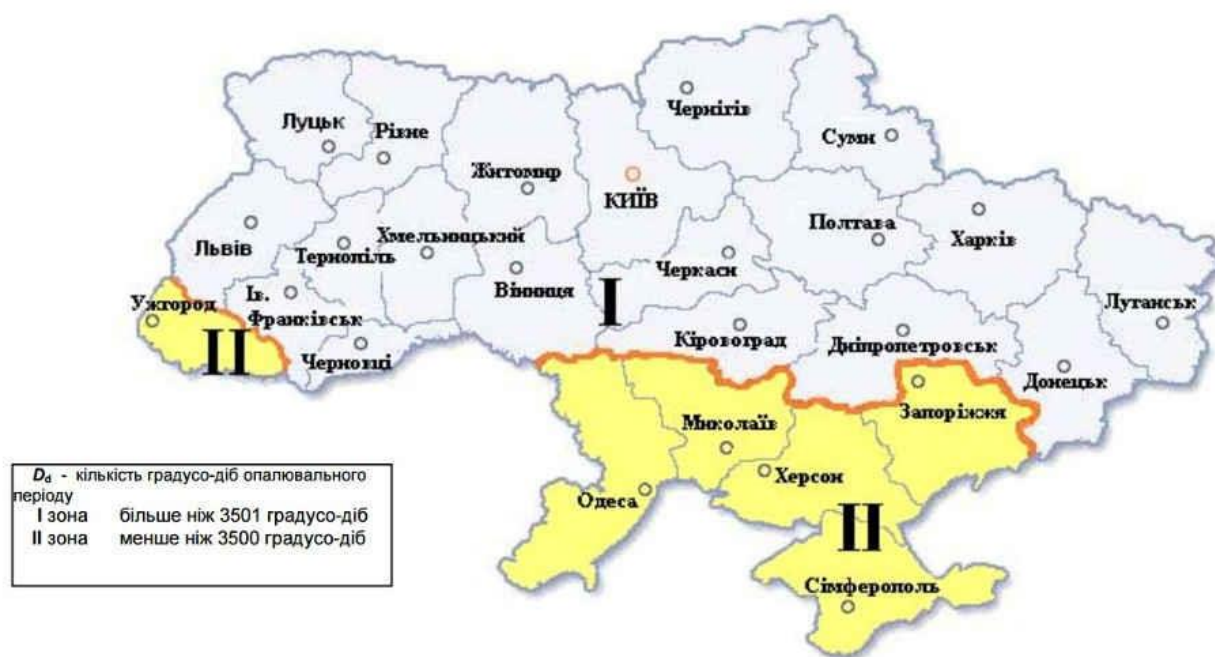 Чернігів
Луцьк
Рівне
Суми
Житомир
КИЇВ
Полтава
Хмельницький
Харків
Львів
Тернопіль
Черкаси
Вінниця
I
Ужгород
Ів.
Франківськ
Луганськ
Кіровоград
Дніпропетровськ
II
Черновці
Донецьк
Запоріжжя
Миколаїв
Dd - кількість градусо-діб опалювального
періоду
I зона більше ніж 3501 градусо-діб
II зона менше ніж 3500 градусо-діб
Херсон
Одеса
II
Сімферополь